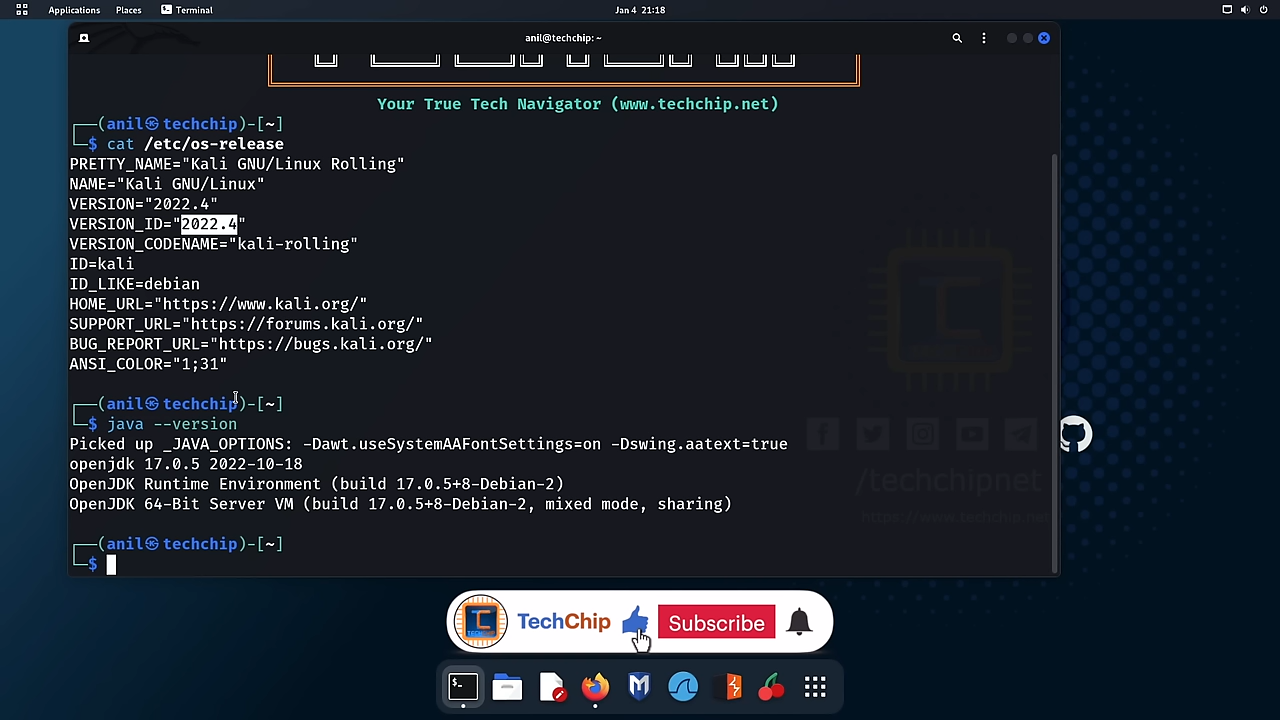 Applications Places Terminal Jan 4 21:18
anil@techchip: ~
Your True Tech Navigator (www.techchip.net)
┌──(anil㉿techchip)-[~]
└─$ cat /etc/os-release
PRETTY_NAME="Kali GNU/Linux Rolling"
NAME="Kali GNU/Linux"
VERSION="2022.4"
VERSION_ID="2022.4"
VERSION_CODENAME="kali-rolling"
ID=kali
ID_LIKE=debian
HOME_URL="https://www.kali.org/"
SUPPORT_URL="https://forums.kali.org/"
BUG_REPORT_URL="https://bugs.kali.org/"
ANSI_COLOR="1;31"
┌──(anil㉿techchip)-[~]
└─$ java --version
Picked up _JAVA_OPTIONS: -Dawt.useSystemAAFontSettings=on -Dswing.aatext=true
openjdk 17.0.5 2022-10-18
OpenJDK Runtime Environment (build 17.0.5+8-Debian-2)
OpenJDK 64-Bit Server VM (build 17.0.5+8-Debian-2, mixed mode, sharing)
/techchipnet
https://www.techchip.net
┌──(anil㉿techchip)-[~]
└─$
TechChip Subscribe